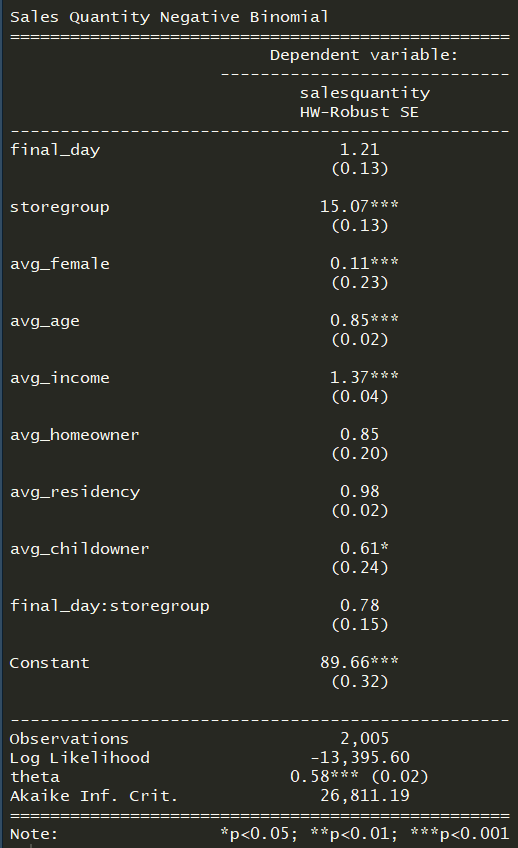 Sales Quantity Negative Binomial
==================================================
Dependent variable:
-----------------------------
salesquantity
HW-Robust SE
--------------------------------------------------
final_day 1.21
(0.13)
storegroup 15.07***
(0.13)
avg_female 0.11***
(0.23)
avg_age 0.85***
(0.02)
avg_income 1.37***
(0.04)
avg_homeowner 0.85
(0.20)
avg_residency 0.98
(0.02)
avg_childowner 0.61*
(0.24)
final_day:storegroup 0.78
(0.15)
Constant 89.66***
(0.32)
--------------------------------------------------
Observations 2,005
Log Likelihood -13,395.60
theta 0.58*** (0.02)
Akaike Inf. Crit. 26,811.19
==================================================
Note: *p<0.05; **p<0.01; ***p<0.001